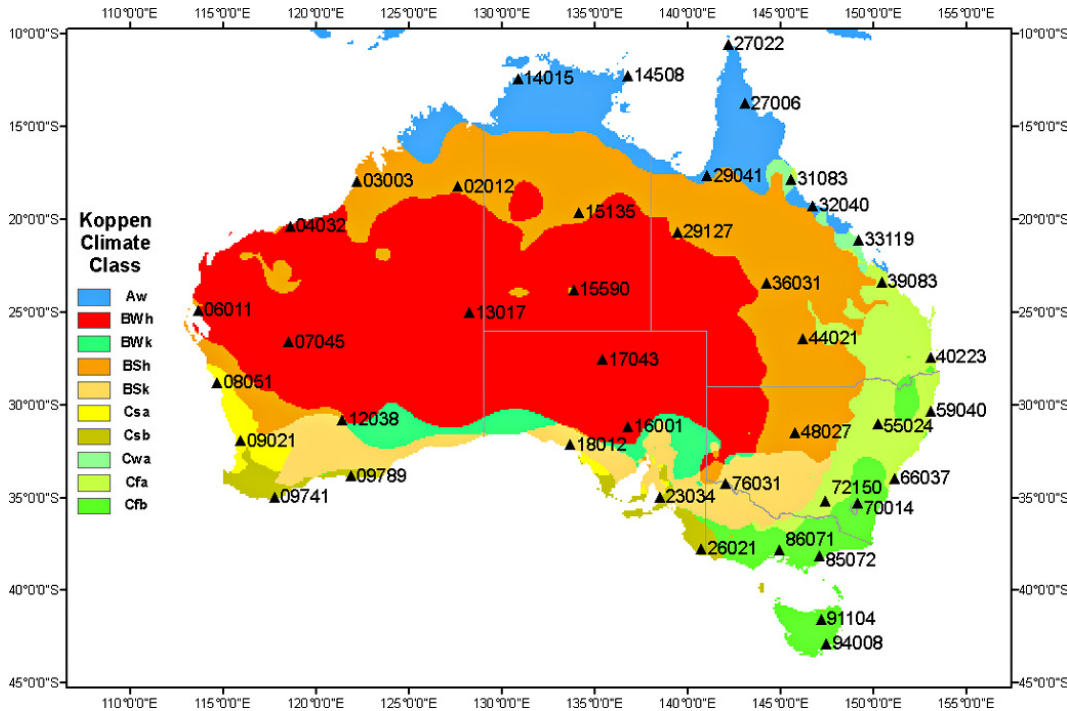 110°0'0"E 115°0'0"E 120°0'0"E 125°0'0"E 130°0'0"E 135°0'0"E 140°0'0"E 145°0'0"E 150°0'0"E 155°0'0"E
10°0'0"S 10°0'0"S
27022
14015 14508
27006
15°0'0"S 15°0'0"S
29041 31083
03003 02012
32040
15135
20°0'0"S 20°0'0"S
04032
29127 33119
Koppen
Climate
Class
36031 39083
15590
Aw
06011 13017
25°0'0"S 25°0'0"S
BWh
07045 44021
BWk
17043 40223
BSh
08051
BSk
30°0'0"S 30°0'0"S
59040
12038 16001 55024
Csa
48027
09021 18012
Csb
09789 76031 66037
Cwa
09741 23034 72150
35°0'0"S 35°0'0"S
Cfa
70014
Cfb
86071
26021
85072
40°0'0"S 40°0'0"S
91104
94008
45°0'0"S 45°0'0"S
110°0'0"E 115°0'0"E 120°0'0"E 125°0'0"E 130°0'0"E 135°0'0"E 140°0'0"E 145°0'0"E 150°0'0"E 155°0'0"E